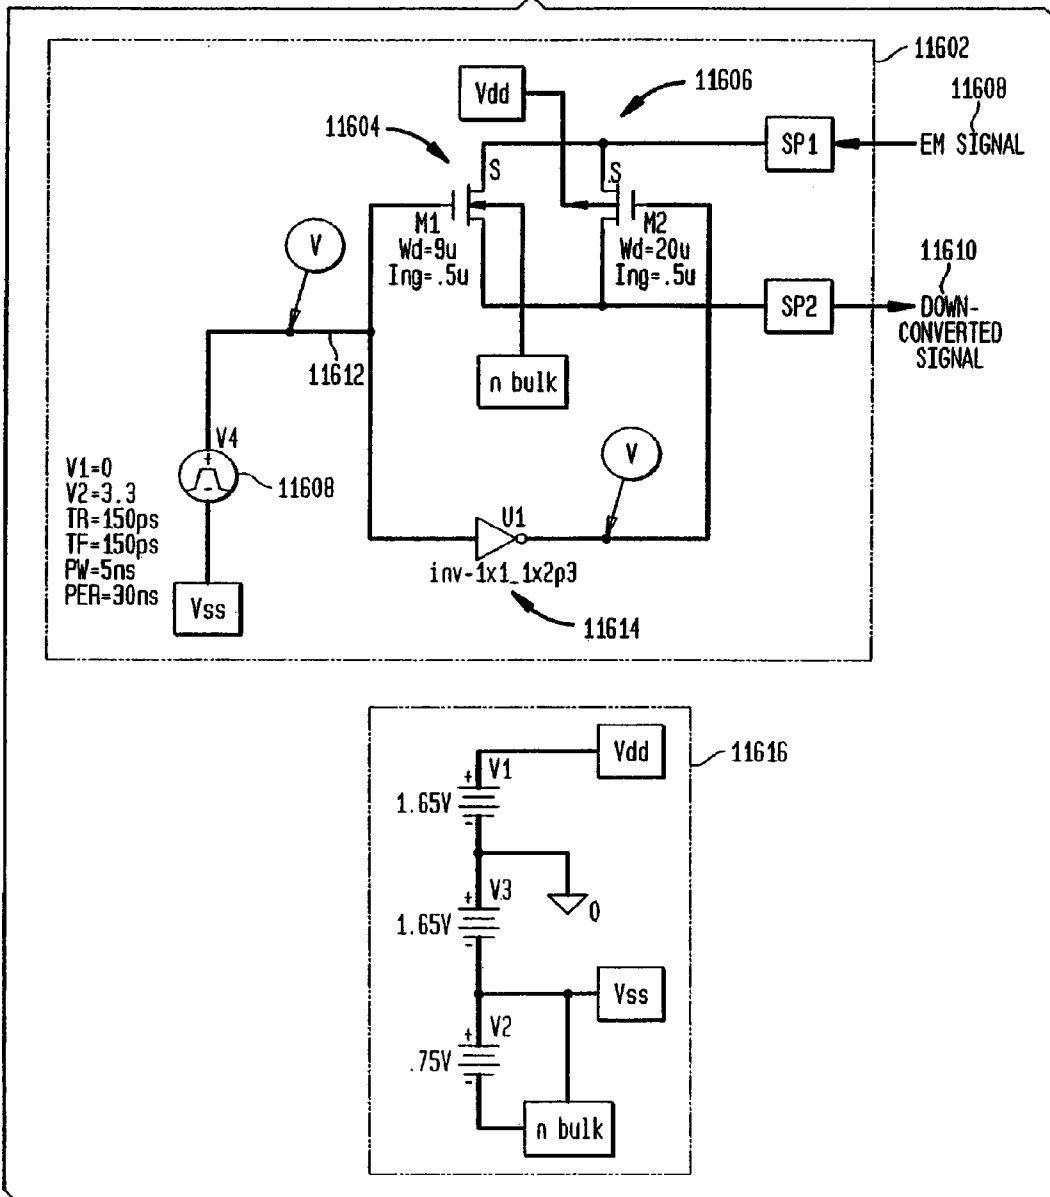 11602
Vdd
11606
11608
11604
SP1
EM SIGNAL
S
S
M1
Wd=9u
lng=.5u
M2
Wd=20u
lng=.5u
V
11610
SP2
DOWN-
CONVERTED
SIGNAL
11612
n bulk
V4
V
V1=0
V2=3.3
TR=150ps
TF=150ps
PW=5ns
PER=30ns
11608
+
-
U1
inv-1x1_1x2p3
Vss
11614
Vdd
11616
+
V1
1.65V
-
+
V3
0
1.65V
-
Vss
+
V2
.75V
-
n bulk